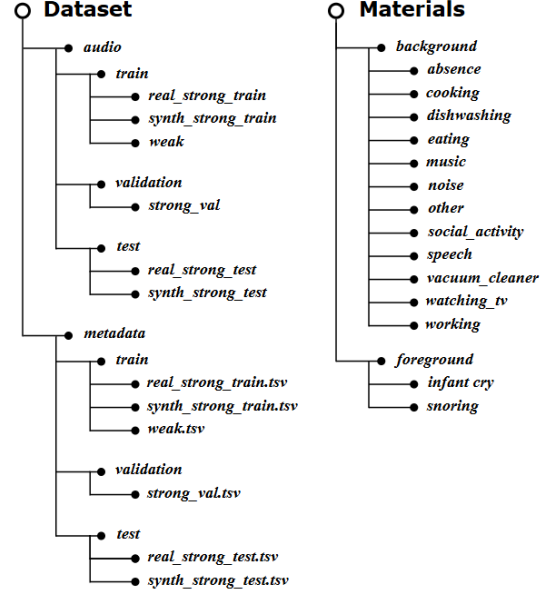 Dataset
audio
train
real_strong_train
synth_strong_train
weak
validation
strong_val
test
real_strong_test
synth_strong_test
metadata
train
real_strong_train.tsv
synth_strong_train.tsv
weak.tsv
validation
strong_val.tsv
test
real_strong_test.tsv
synth_strong_test.tsv
Materials
background
absence
cooking
dishwashing
eating
music
noise
other
social_activity
speech
vacuum_cleaner
watching_tv
working
foreground
infant cry
snoring